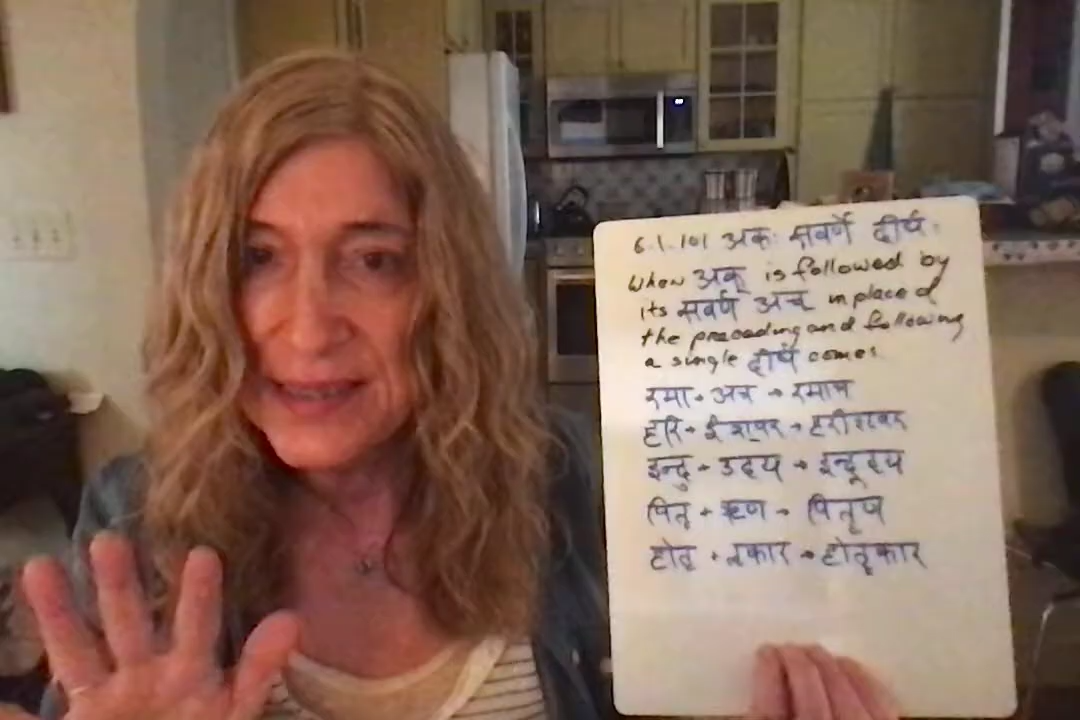 6.1.101 अकः सवर्णे दीर्घः
When अक् is followed by
its सवर्ण अच् in place of
the preceeding and following
a single दीर्घ comes.
रमा + अत्र → रमात्र
हरि + ईश्वर → हरीश्वर
इन्दु + उदय → इन्दूदय
पितृ + ऋण → पितॄण
होतृ + ऌकार → होतॄकार